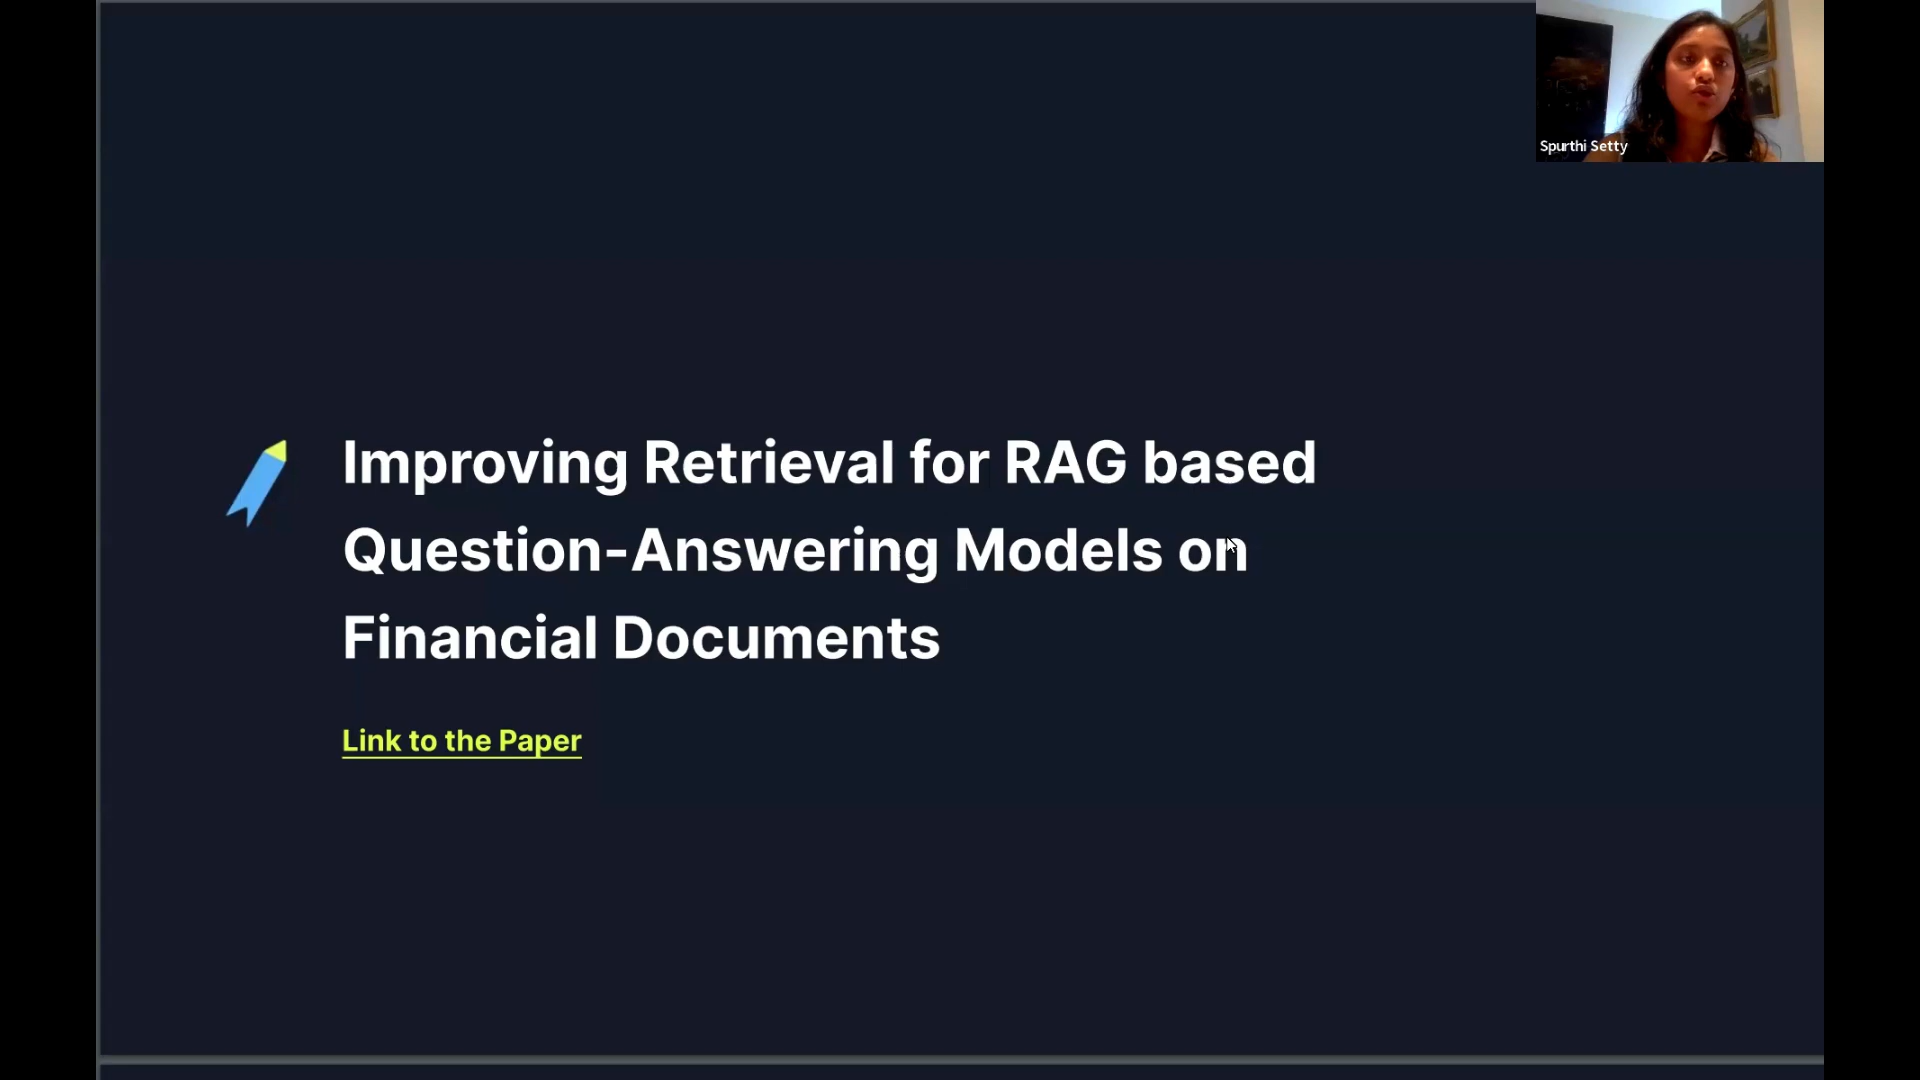 Spurthi Setty
Improving Retrieval for RAG based
Question-Answering Models on
Financial Documents
Link to the Paper